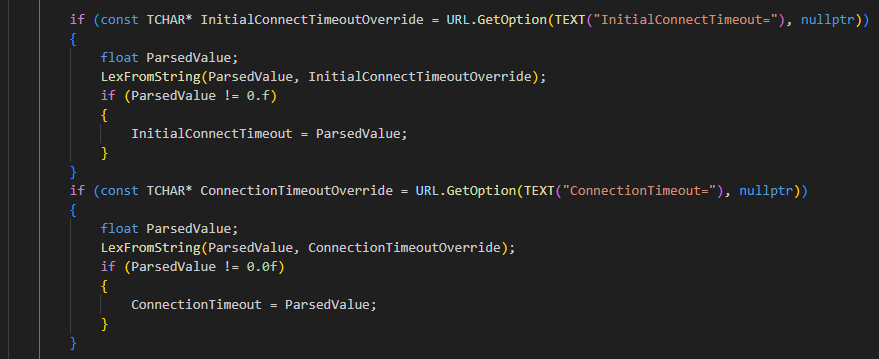 if (const TCHAR* InitialConnectTimeoutOverride = URL.GetOption(TEXT("InitialConnectTimeout="), nullptr))
{
float ParsedValue;
LexFromString(ParsedValue, InitialConnectTimeoutOverride);
if (ParsedValue != 0.f)
{
InitialConnectTimeout = ParsedValue;
}
}
if (const TCHAR* ConnectionTimeoutOverride = URL.GetOption(TEXT("ConnectionTimeout="), nullptr))
{
float ParsedValue;
LexFromString(ParsedValue, ConnectionTimeoutOverride);
if (ParsedValue != 0.0f)
{
ConnectionTimeout = ParsedValue;
}
}